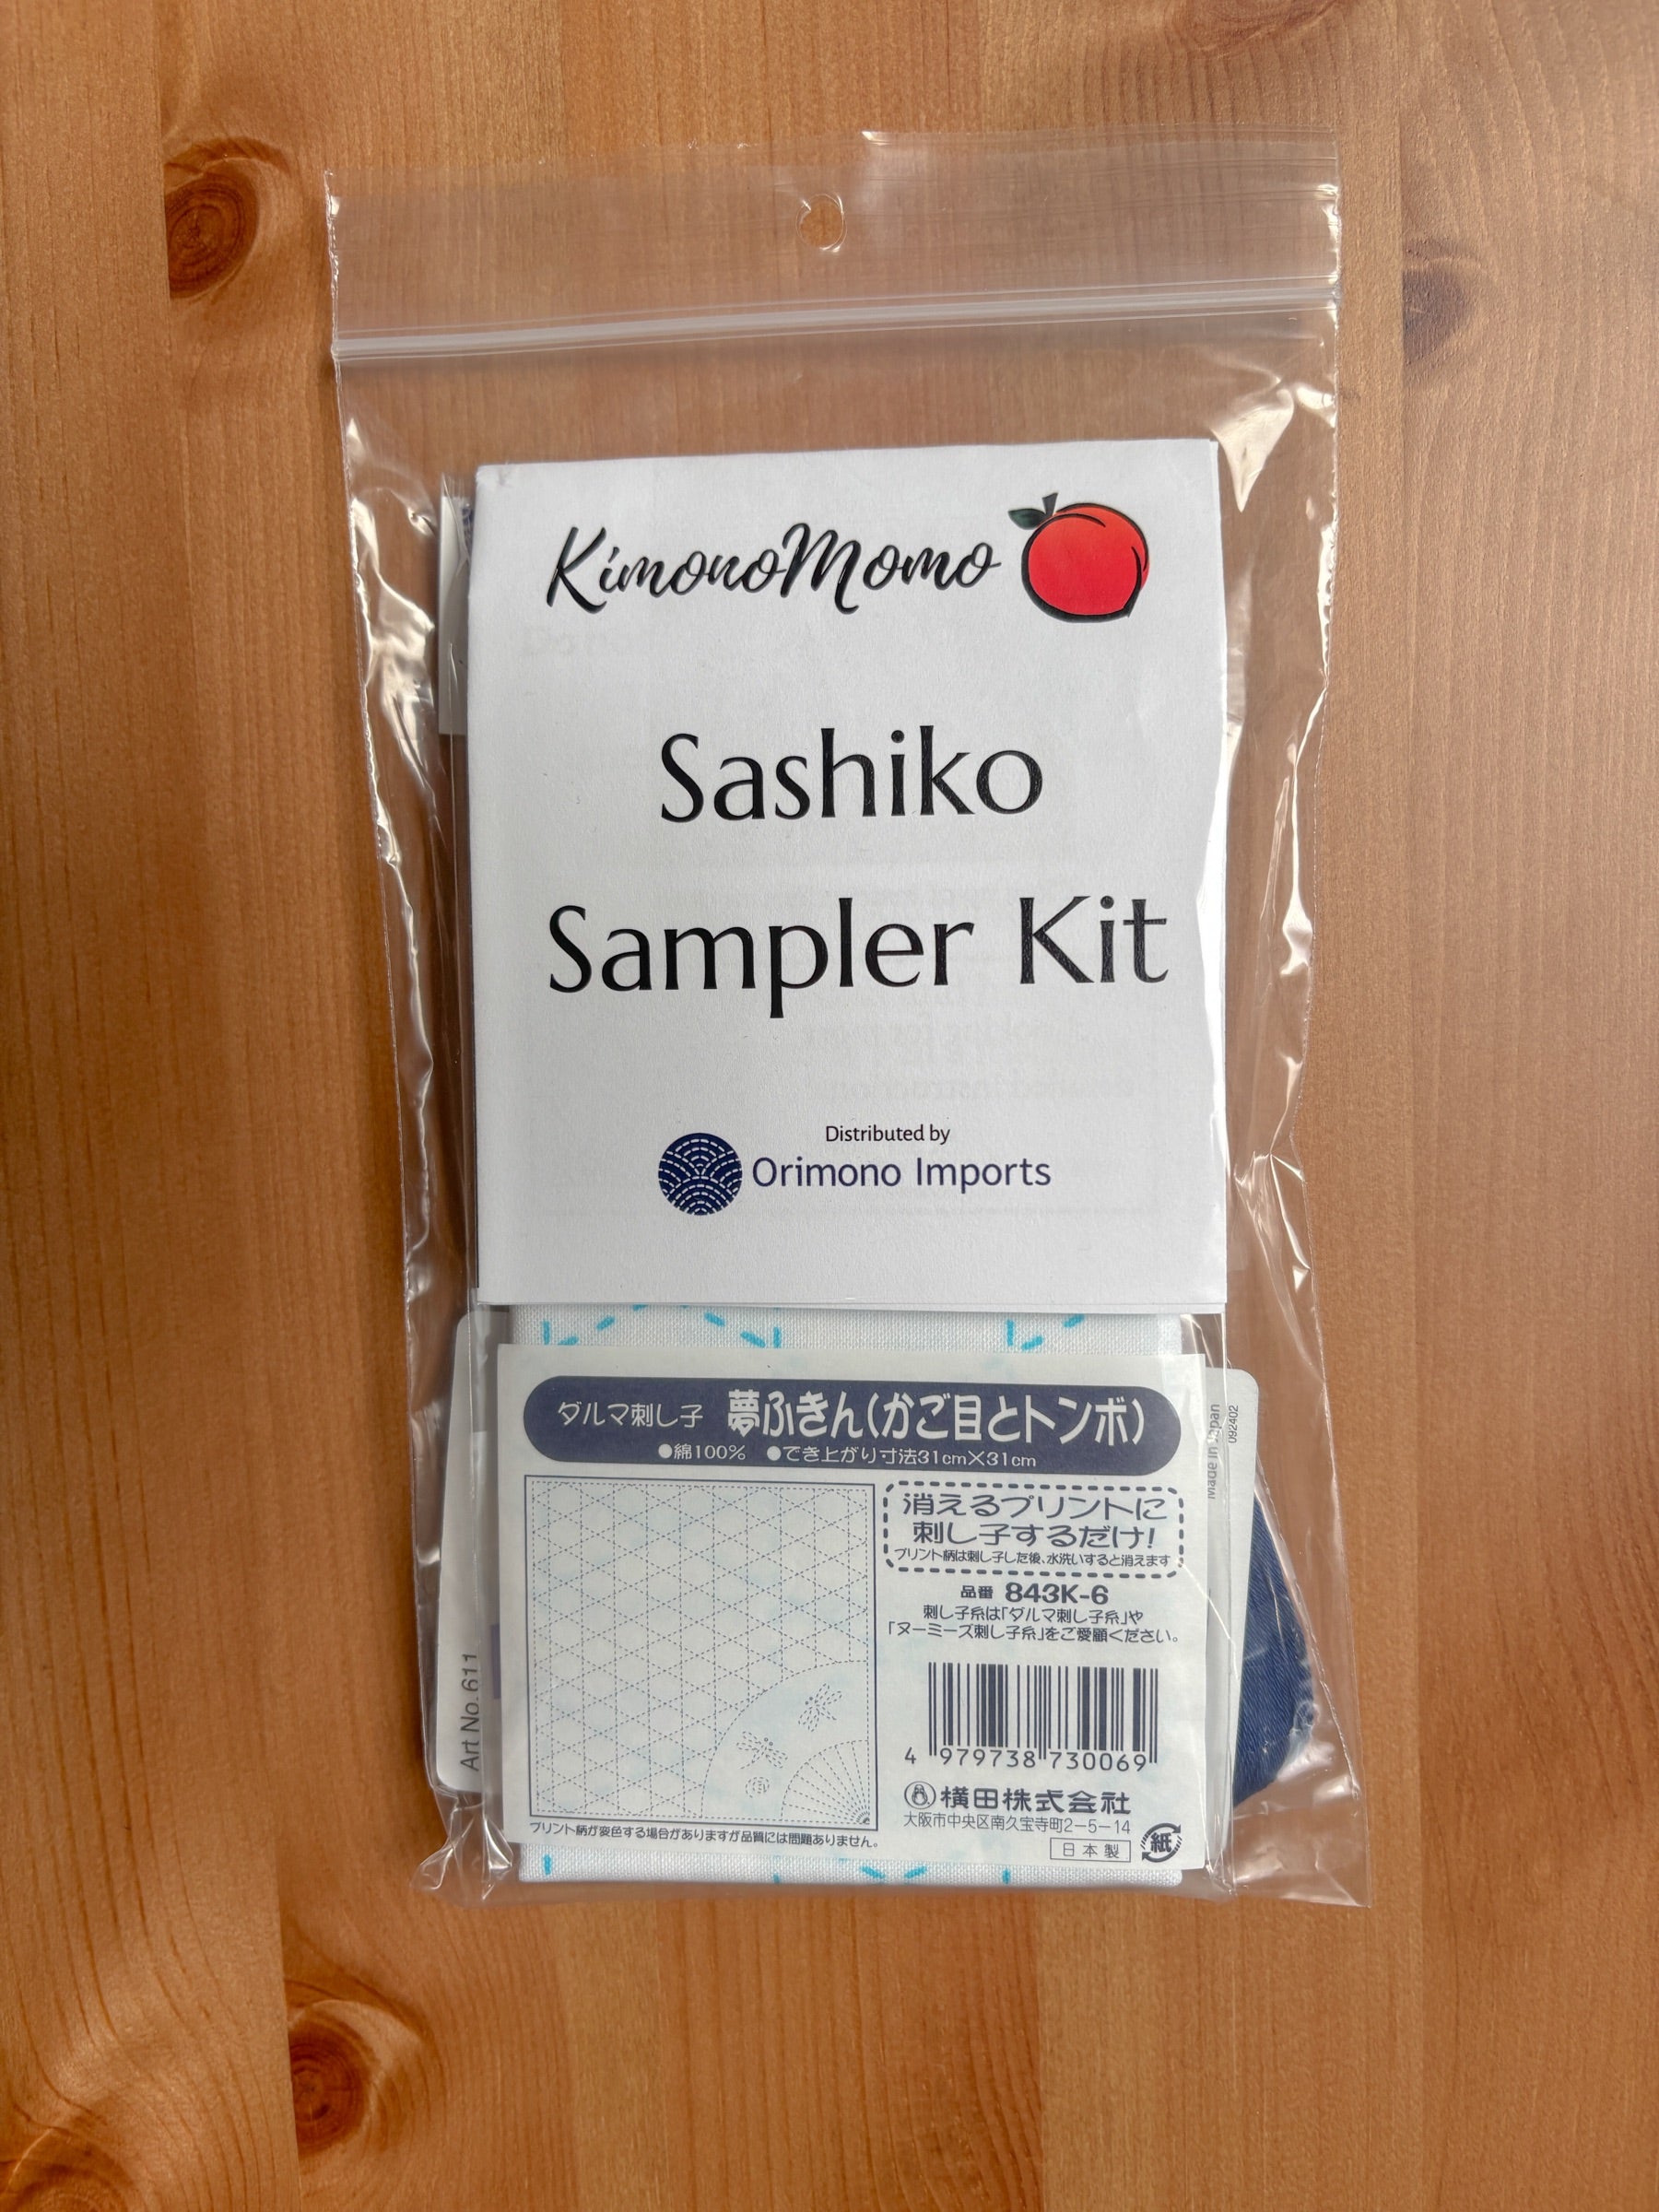 KimonoMomo
Sashiko
Sampler Kit
Distributed by
Orimono Imports
ダルマ刺し子 夢ふきん(かご目とトンボ)
●綿100% ●でき上がり寸法31cm×31cm
消えるプリントに
刺し子するだけ!
プリント柄は刺し子した後、水洗いすると消えます
品番 843K-6
刺し子糸は「ダルマ刺し子糸」や
「ヌーミーズ刺し子糸」をご愛顧ください。
4 979738 730069
横田株式会社
大阪市中央区南久宝寺町2-5-14
日本製
紙
プリント柄が変色する場合がありますが品質には問題ありません。
Art No.611
Made in Japan
092402